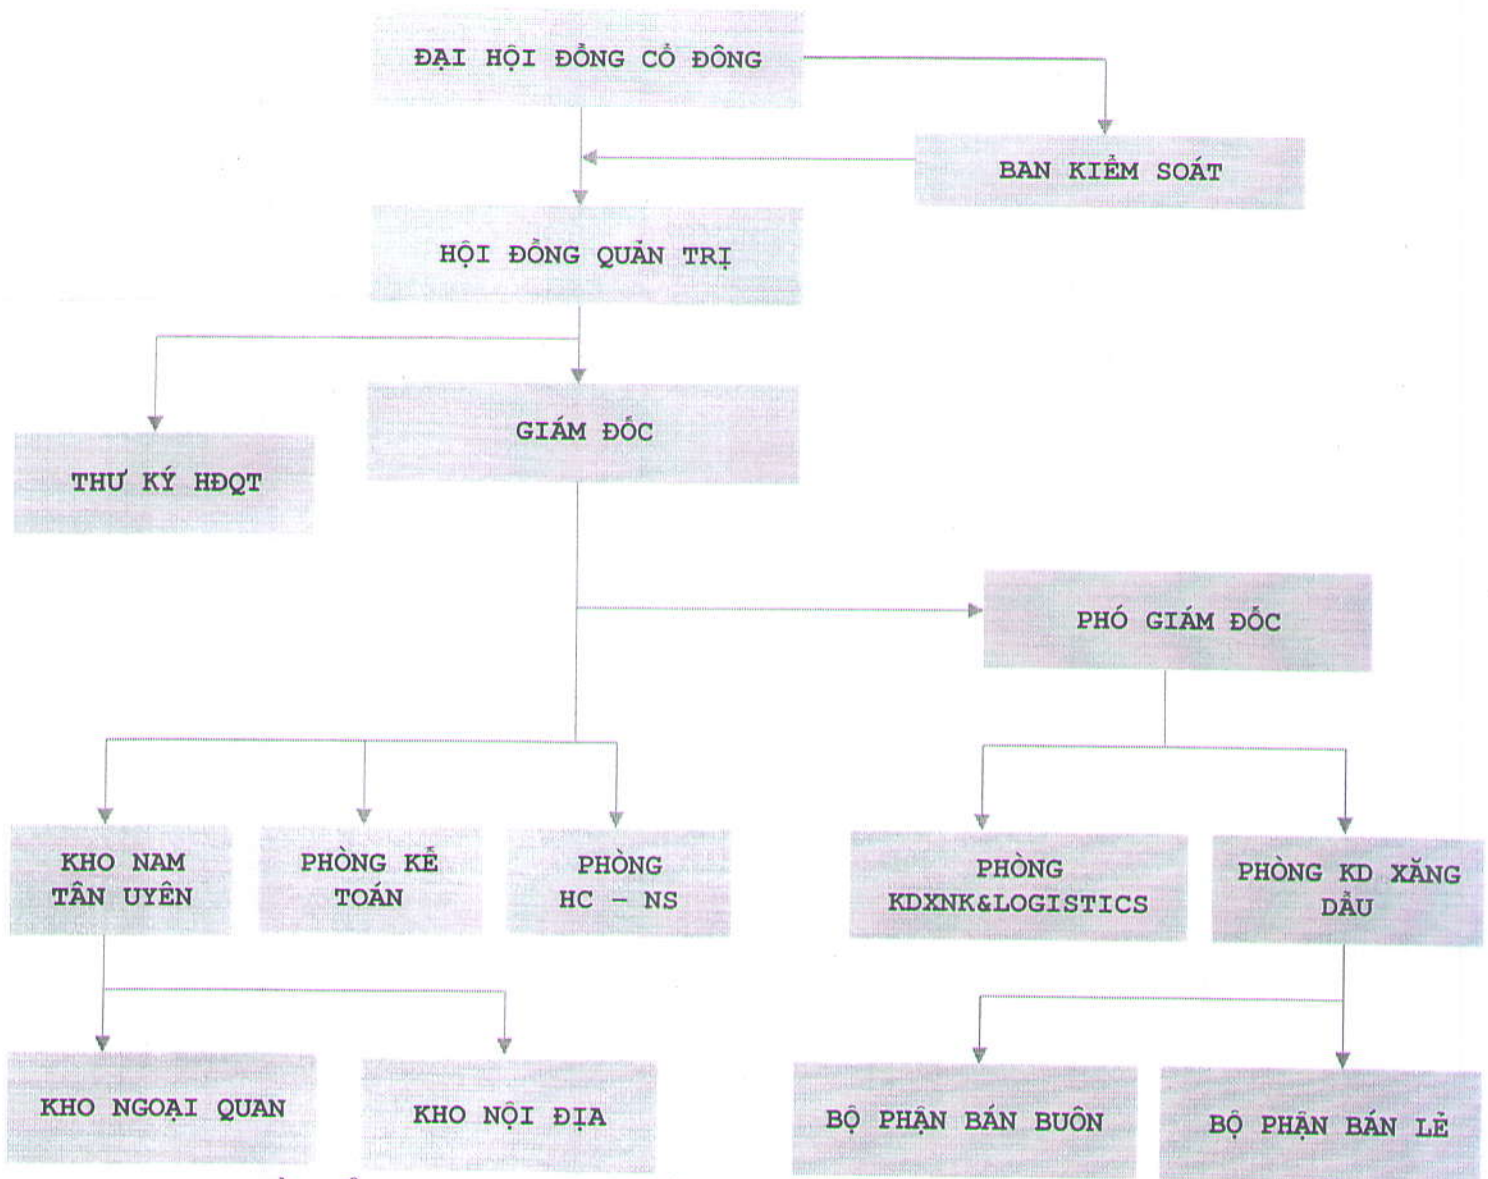 ĐẠI HỘI ĐỒNG CỔ ĐÔNG
BAN KIỂM SOÁT
HỘI ĐỒNG QUẢN TRỊ
GIÁM ĐỐC
THƯ KÝ HĐQT
PHÓ GIÁM ĐỐC
KHO NAM
TÂN UYÊN
PHÒNG KẾ
TOÁN
PHÒNG
HC – NS
PHÒNG
KDXNK&LOGISTICS
PHÒNG KD XĂNG
DẦU
KHO NGOẠI QUAN
KHO NỘI ĐỊA
BỘ PHẬN BÁN BUÔN
BỘ PHẬN BÁN LẺ